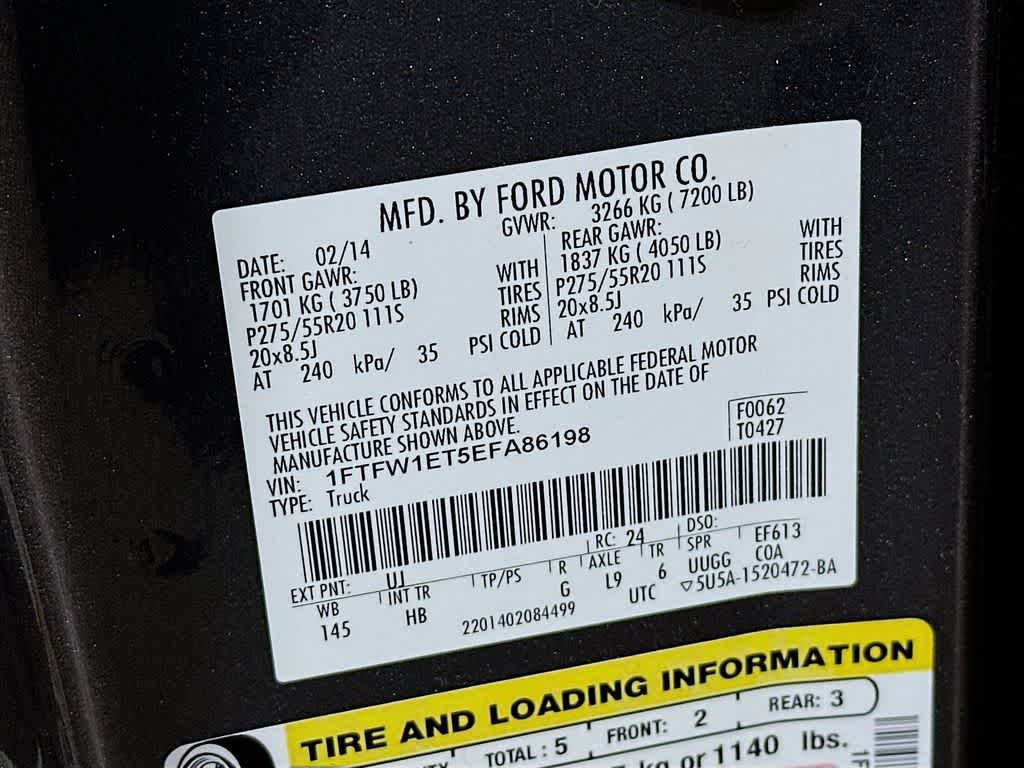 MFD. BY FORD MOTOR CO.
DATE: 02/14 GVWR: 3266 KG ( 7200 LB)
FRONT GAWR: REAR GAWR:
1701 KG ( 3750 LB) WITH 1837 KG ( 4050 LB) WITH
P275/55R20 111S TIRES P275/55R20 111S TIRES
20x8.5J RIMS 20x8.5J RIMS
AT 240 kPa/ 35 PSI COLD AT 240 kPa/ 35 PSI COLD
THIS VEHICLE CONFORMS TO ALL APPLICABLE FEDERAL MOTOR
VEHICLE SAFETY STANDARDS IN EFFECT ON THE DATE OF
MANUFACTURE SHOWN ABOVE.
F0062
VIN: 1FTFW1ET5EFA86198 T0427
TYPE: Truck
EXT PNT: UJ RC: 24 DSO:
WB INT TR TP/PS R AXLE TR SPR EF613
145 HB G L9 6 UUGG COA
2201402084499 UTC ▽5U5A-1520472-BA
TIRE AND LOADING INFORMATION
TOTAL : 5 FRONT: 2 REAR: 3
kg or 1140 lbs.